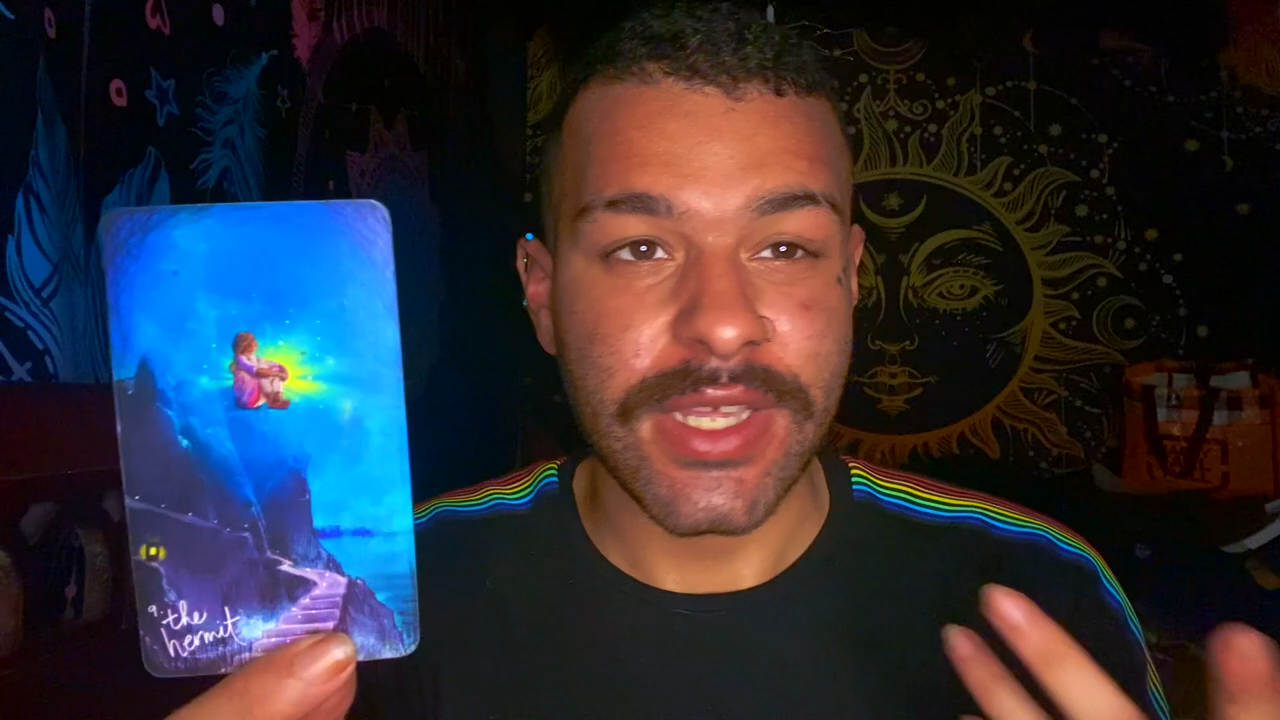 9. the
hermit